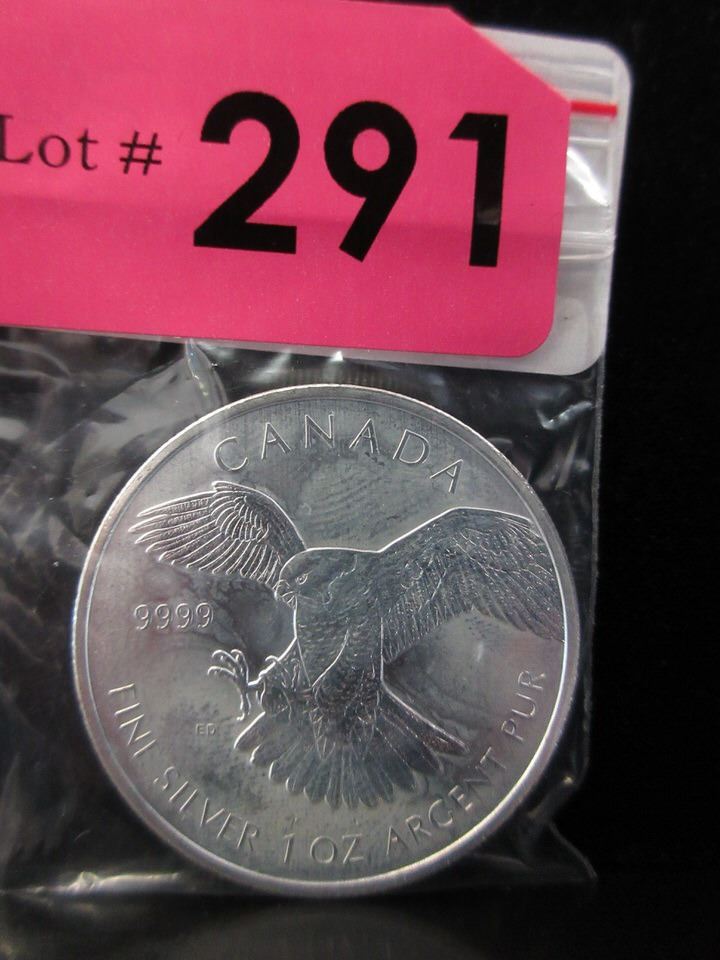 Lot # 291
CANADA
9999
ED
FINE SILVER 1 OZ ARGENT PUR